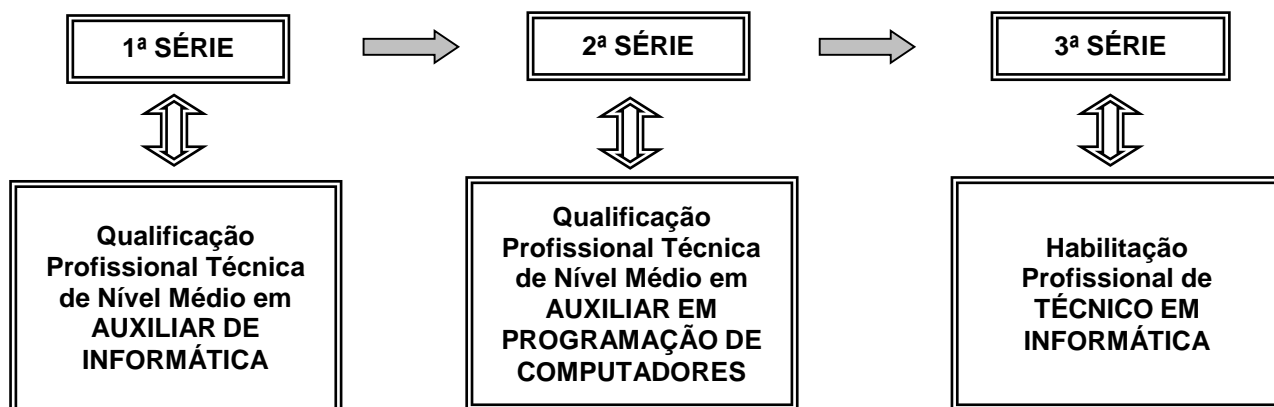 1ª SÉRIE
2ª SÉRIE
3ª SÉRIE
Qualificação
Profissional Técnica
de Nível Médio em
AUXILIAR DE
INFORMÁTICA
Qualificação
Profissional Técnica
de Nível Médio em
AUXILIAR EM
PROGRAMAÇÃO DE
COMPUTADORES
Habilitação
Profissional de
TÉCNICO EM
INFORMÁTICA